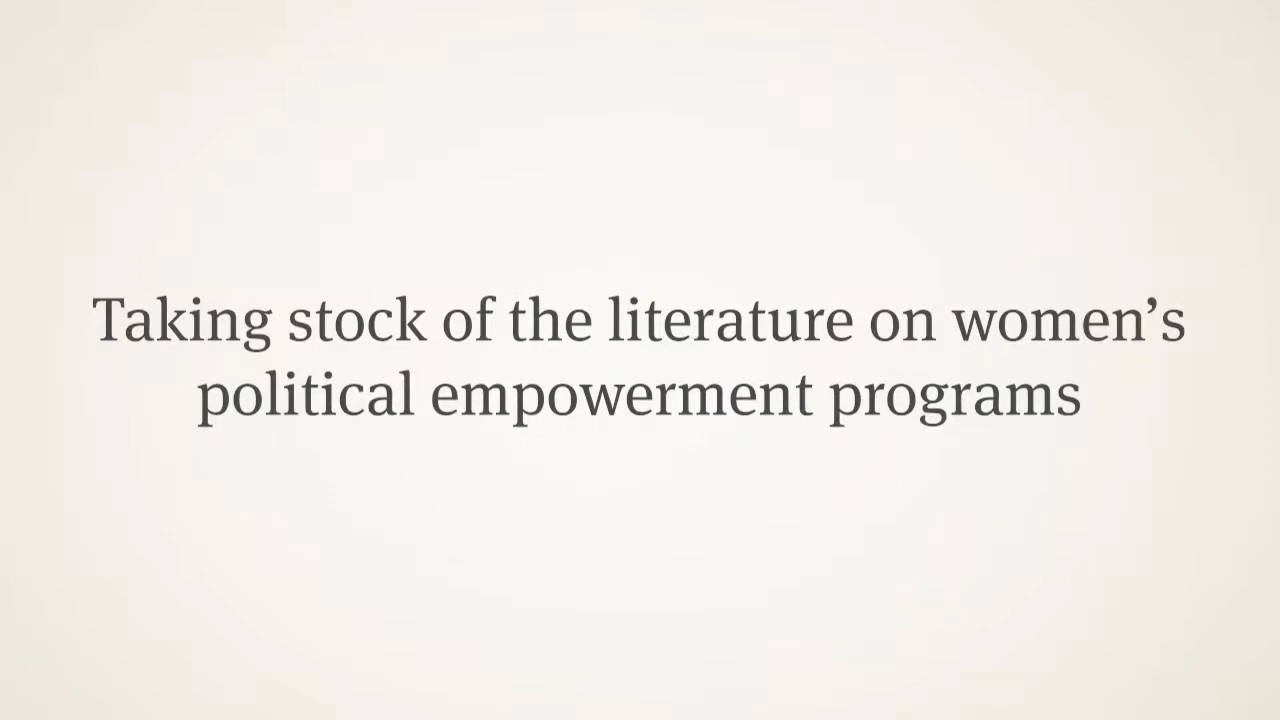 Taking stock of the literature on women’s
political empowerment programs